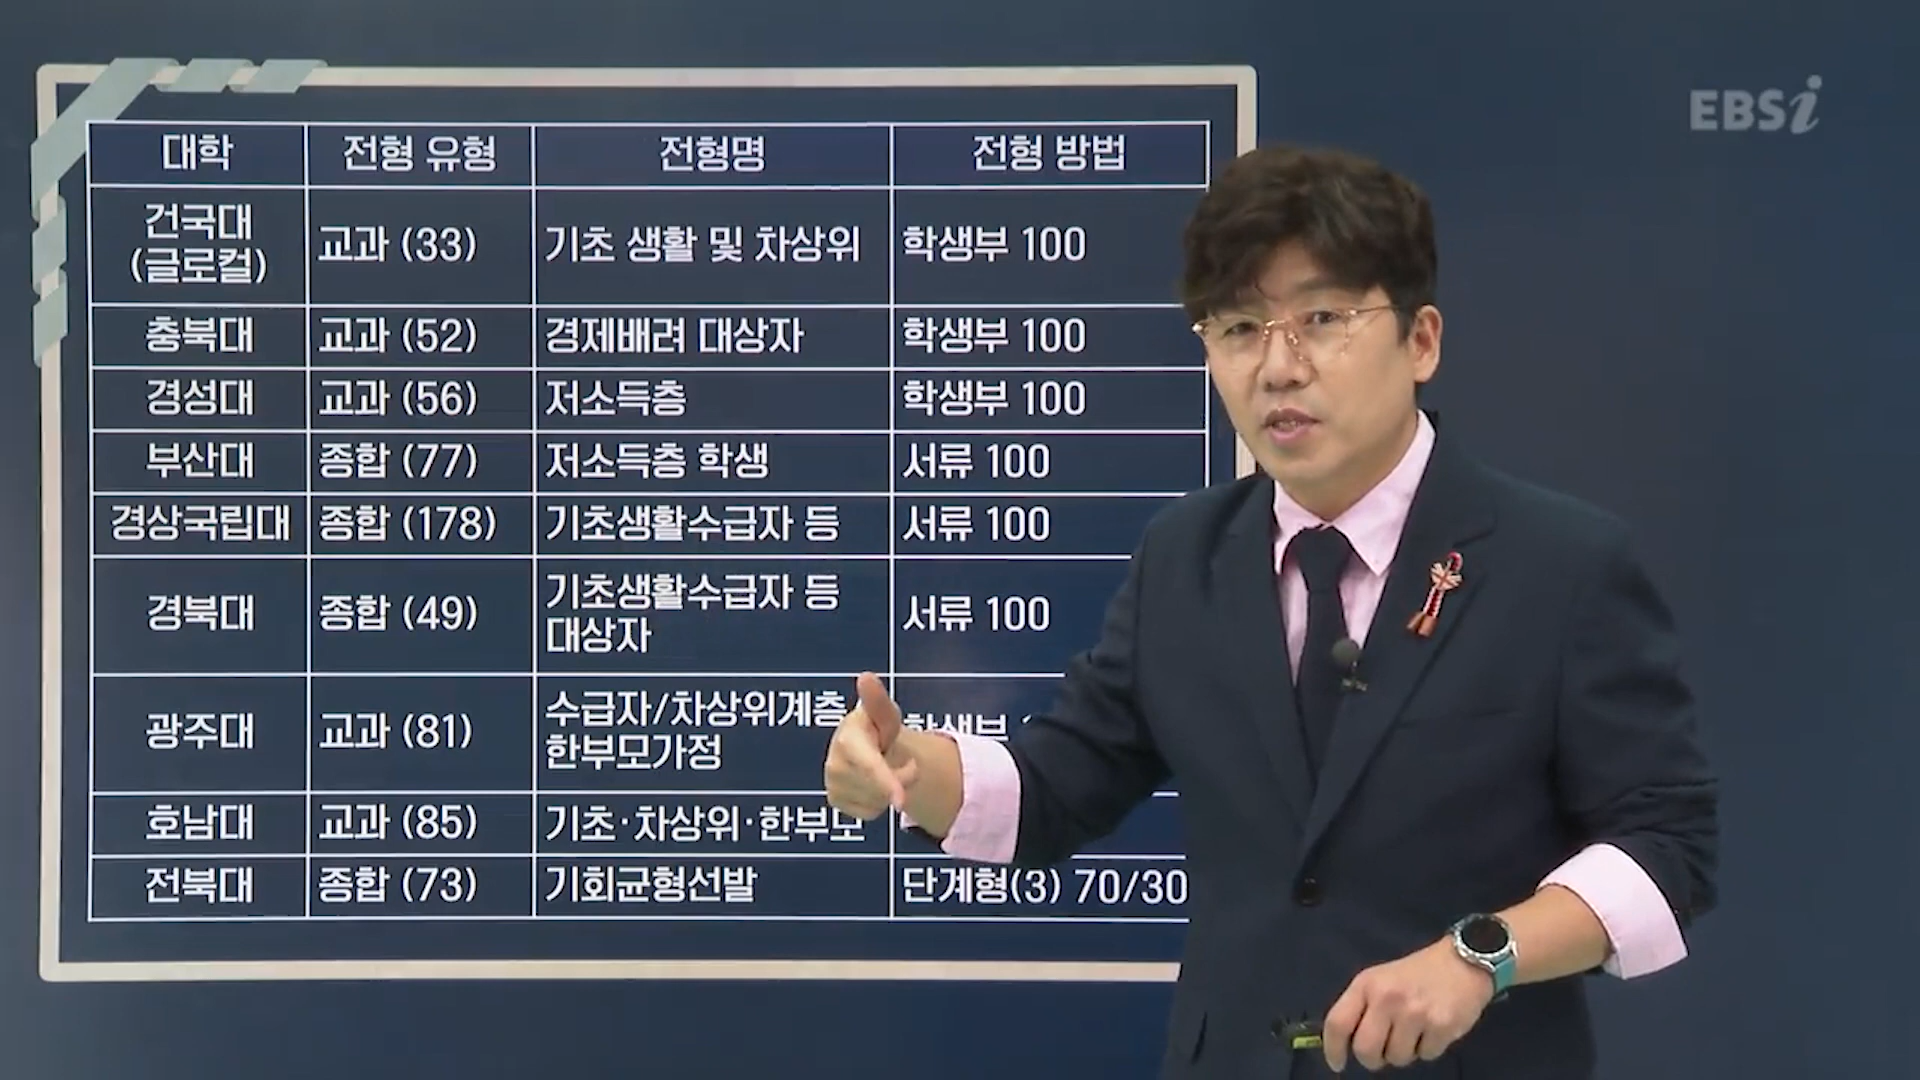 EBSi
대학 전형 유형 전형명 전형 방법
건국대
(글로컬) 교과 (33) 기초 생활 및 차상위 학생부 100
충북대 교과 (52) 경제배려 대상자 학생부 100
경성대 교과 (56) 저소득층 학생부 100
부산대 종합 (77) 저소득층 학생 서류 100
경상국립대 종합 (178) 기초생활수급자 등 서류 100
경북대 종합 (49) 기초생활수급자 등
대상자 서류 100
광주대 교과 (81) 수급자/차상위계층
한부모가정 학생부
호남대 교과 (85) 기초·차상위·한부모
전북대 종합 (73) 기회균형선발 단계형(3) 70/30